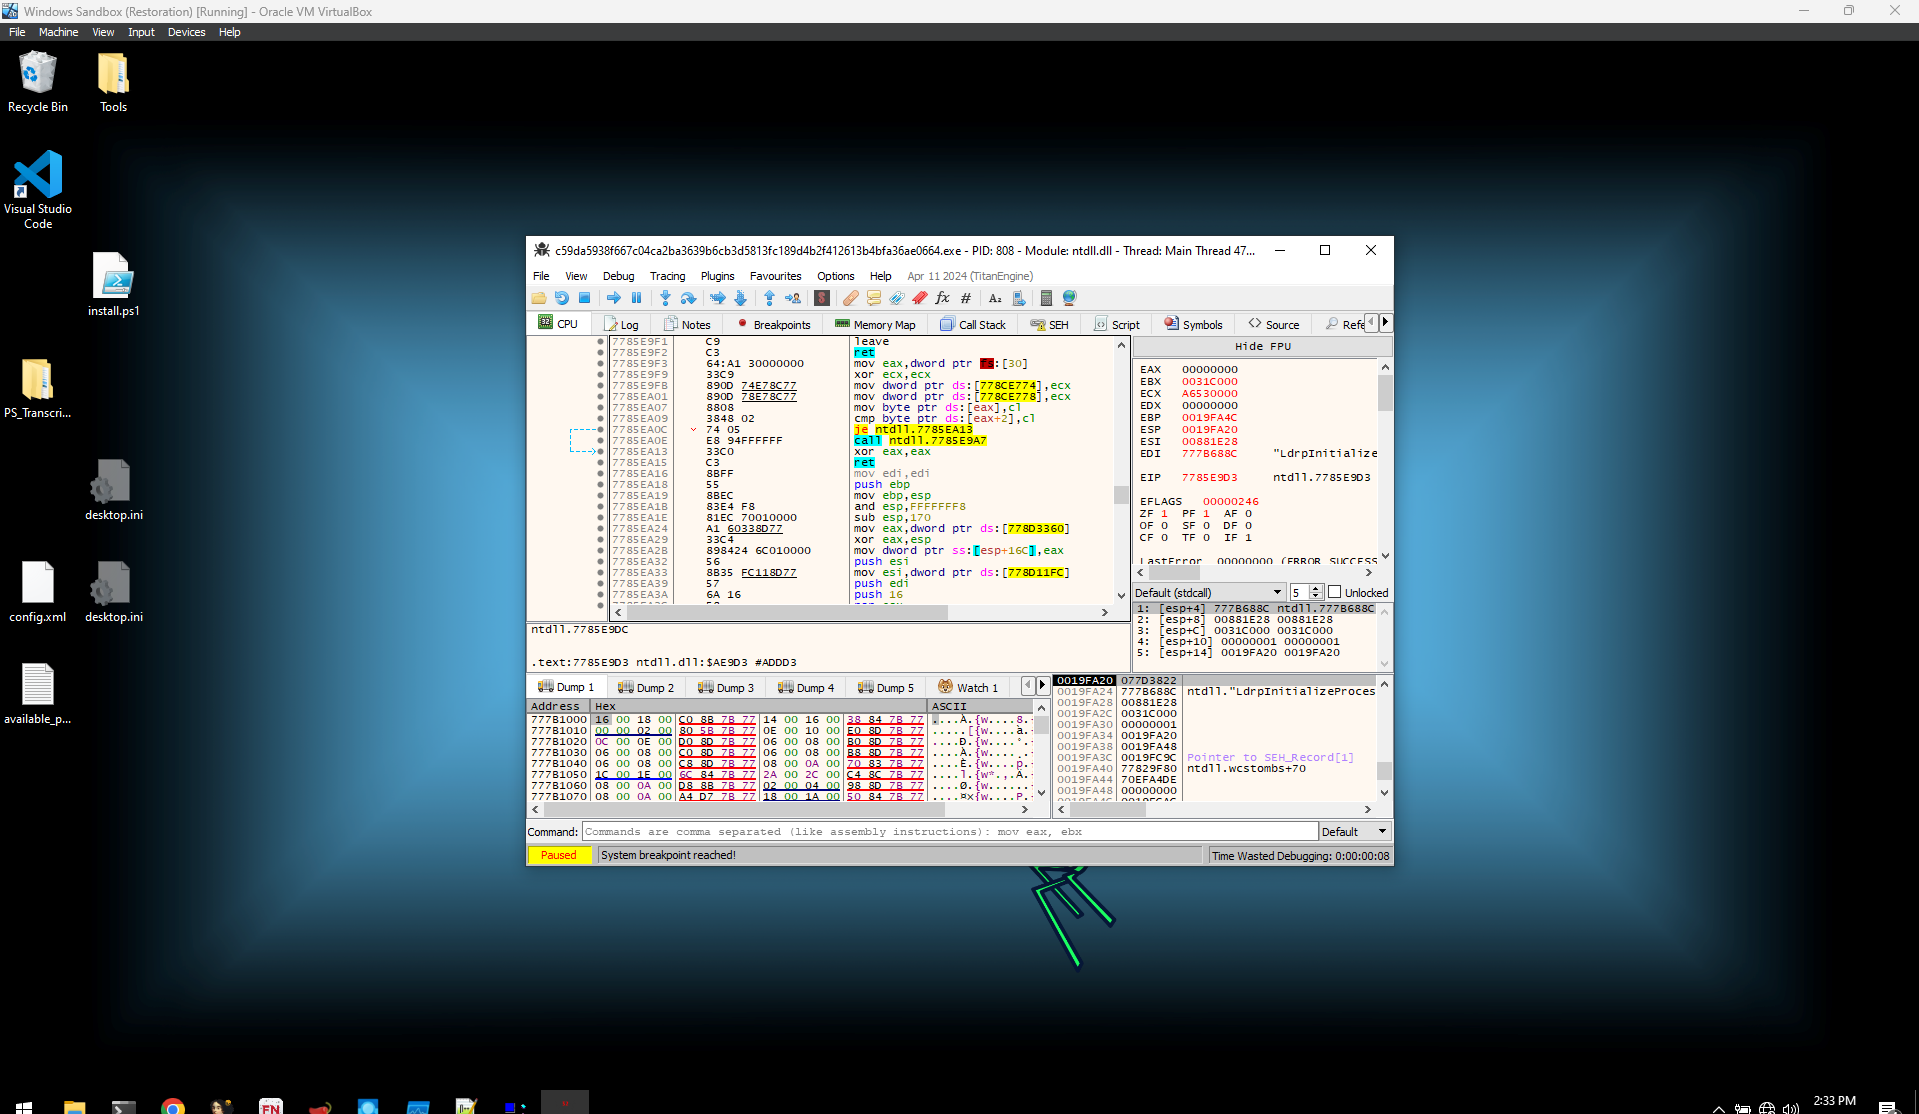 Windows Sandbox (Restoration) [Running] - Oracle VM VirtualBox
File Machine View Input Devices Help
Recycle Bin
Tools
Visual Studio
Code
install.ps1
PS_Transcri...
desktop.ini
config.xml
desktop.ini
available_p...
c59da5938f667c04ca2ba3639b6cb3d5813fc189d4b2f412613b4bfa36ae0664.exe - PID: 808 - Module: ntdll.dll - Thread: Main Thread 47...
File View Debug Tracing Plugins Favourites Options Help Apr 11 2024 (TitanEngine)
CPU Log Notes Breakpoints Memory Map Call Stack SEH Script Symbols Source Refe
7785E9F1 C9 leave
7785E9F2 C3 ret
7785E9F3 64:A1 30000000 mov eax,dword ptr fs:[30]
7785E9F9 33C9 xor ecx,ecx
7785E9FB 890D 74E78C77 mov dword ptr ds:[778CE774],ecx
7785EA01 890D 78E78C77 mov dword ptr ds:[778CE778],ecx
7785EA07 8808 mov byte ptr ds:[eax],cl
7785EA09 3848 02 cmp byte ptr ds:[eax+2],cl
7785EA0C 74 05 je ntdll.7785EA13
7785EA0E E8 94FFFFFF call ntdll.7785E9A7
7785EA13 33C0 xor eax,eax
7785EA15 C3 ret
7785EA16 8BFF mov edi,edi
7785EA18 55 push ebp
7785EA19 8BEC mov ebp,esp
7785EA1B 83E4 F8 and esp,FFFFFFF8
7785EA1E 81EC 70010000 sub esp,170
7785EA24 A1 60338D77 mov eax,dword ptr ds:[778D3360]
7785EA29 33C4 xor eax,esp
7785EA2B 898424 6C010000 mov dword ptr ss:[esp+16C],eax
7785EA32 56 push esi
7785EA33 8B35 FC118D77 mov esi,dword ptr ds:[778D11FC]
7785EA39 57 push edi
7785EA3A 6A 16 push 16
Hide FPU
EAX 00000000
EBX 0031C000
ECX A6530000
EDX 00000000
EBP 0019FA4C
ESP 0019FA20
ESI 00881E28
EDI 777B688C "LdrpInitialize
EIP 7785E9D3 ntdll.7785E9D3
EFLAGS 00000246
ZF 1 PF 1 AF 0
OF 0 SF 0 DF 0
CF 0 TF 0 IF 1
LastError 00000000 (ERROR_SUCCESS
Default (stdcall) 5 Unlocked
1: [esp+4] 777B688C ntdll.777B688C
2: [esp+8] 00881E28 00881E28
3: [esp+C] 0031C000 0031C000
4: [esp+10] 00000001 00000001
5: [esp+14] 0019FA20 0019FA20
ntdll.7785E9DC
.text:7785E9D3 ntdll.dll:$AE9D3 #ADDD3
Dump 1 Dump 2 Dump 3 Dump 4 Dump 5 Watch 1
Address Hex ASCII
777B1000 16 00 18 00 C0 8B 7B 77 14 00 16 00 38 84 7B 77 ....À.{w....8.
777B1010 00 00 02 00 80 5B 7B 77 0E 00 10 00 E0 8D 7B 77 .....[{w....à.
777B1020 0C 00 0E 00 D0 8D 7B 77 06 00 08 00 B0 8D 7B 77 ....Ð.{w....°.
777B1030 06 00 08 00 C0 8D 7B 77 06 00 08 00 B8 8D 7B 77 ....À.{w....¸.
777B1040 06 00 08 00 C8 8D 7B 77 08 00 0A 00 70 83 7B 77 ....È.{w....p.
777B1050 1C 00 1E 00 6C 84 7B 77 2A 00 2C 00 C4 8C 7B 77 ....l.{w*.,.Ä.
777B1060 08 00 0A 00 D8 8B 7B 77 02 00 04 00 98 8D 7B 77 ....Ø.{w......
777B1070 08 00 0A 00 A4 D7 7B 77 18 00 1A 00 50 84 7B 77 ....¤×{w....P.
0019FA20 077D3822
0019FA24 777B688C ntdll."LdrpInitializeProces
0019FA28 00881E28
0019FA2C 0031C000
0019FA30 00000001
0019FA34 0019FA20
0019FA38 0019FA48
0019FA3C 0019FC9C Pointer to SEH_Record[1]
0019FA40 77829F80 ntdll.wcstombs+70
0019FA44 70EFA4DE
0019FA48 00000000
Command: Commands are comma separated (like assembly instructions): mov eax, ebx Default
Paused System breakpoint reached! Time Wasted Debugging: 0:00:00:08
FN
2:33 PM